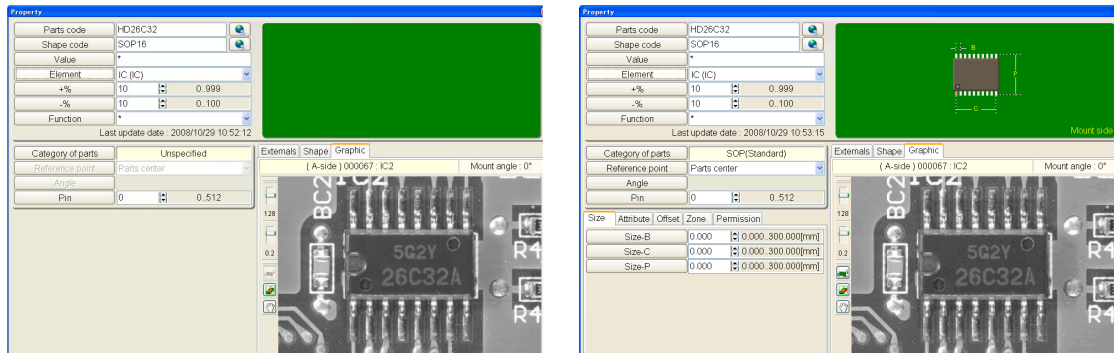 Property
Parts code HD26C32
Shape code SOP16
Value *
Element IC (IC)
+% 10 0..999
-% 10 0..100
Function *
Last update date : 2008/10/29 10:52:12
Category of parts Unspecified
Reference point Parts center
Angle
Pin 0 0..512
Externals Shape Graphic
( A-side ) 000067 : IC2 Mount angle : 0°
128
0.2
BC2
IC2
5G2Y
26C32A
R4
R4
Property
Parts code HD26C32
Shape code SOP16
Value *
Element IC (IC)
+% 10 0..999
-% 10 0..100
Function *
Last update date : 2008/10/29 10:53:15
B
P
C
Mount side
Category of parts SOP(Standard)
Reference point Parts center
Angle
Pin 0 0..512
Size Attribute Offset Zone Permission
Size-B 0.000 0.000..300.000[mm]
Size-C 0.000 0.000..300.000[mm]
Size-P 0.000 0.000..300.000[mm]
Externals Shape Graphic
( A-side ) 000067 : IC2 Mount angle : 0°
128
0.2
BC2
IC2
5G2Y
26C32A
R4
R4